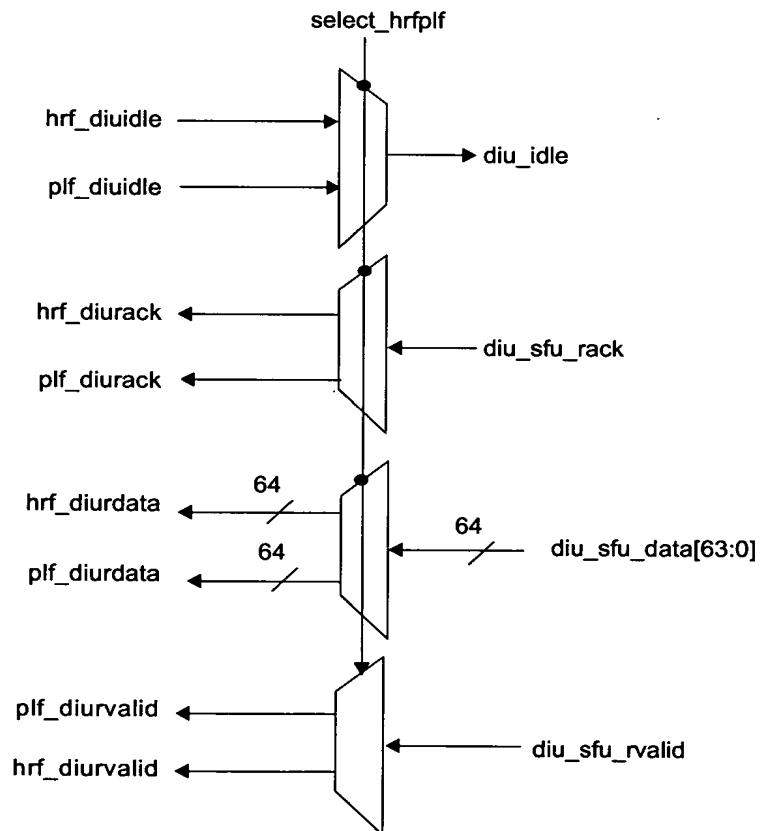 select_hrfplf
hrf_diuidle
diu_idle
plf_diuidle
hrf_diurack
diu_sfu_rack
plf_diurack
64
hrf_diurdata
64
64
diu_sfu_data[63:0]
plf_diurdata
plf_diurvalid
diu_sfu_rvalid
hrf_diurvalid